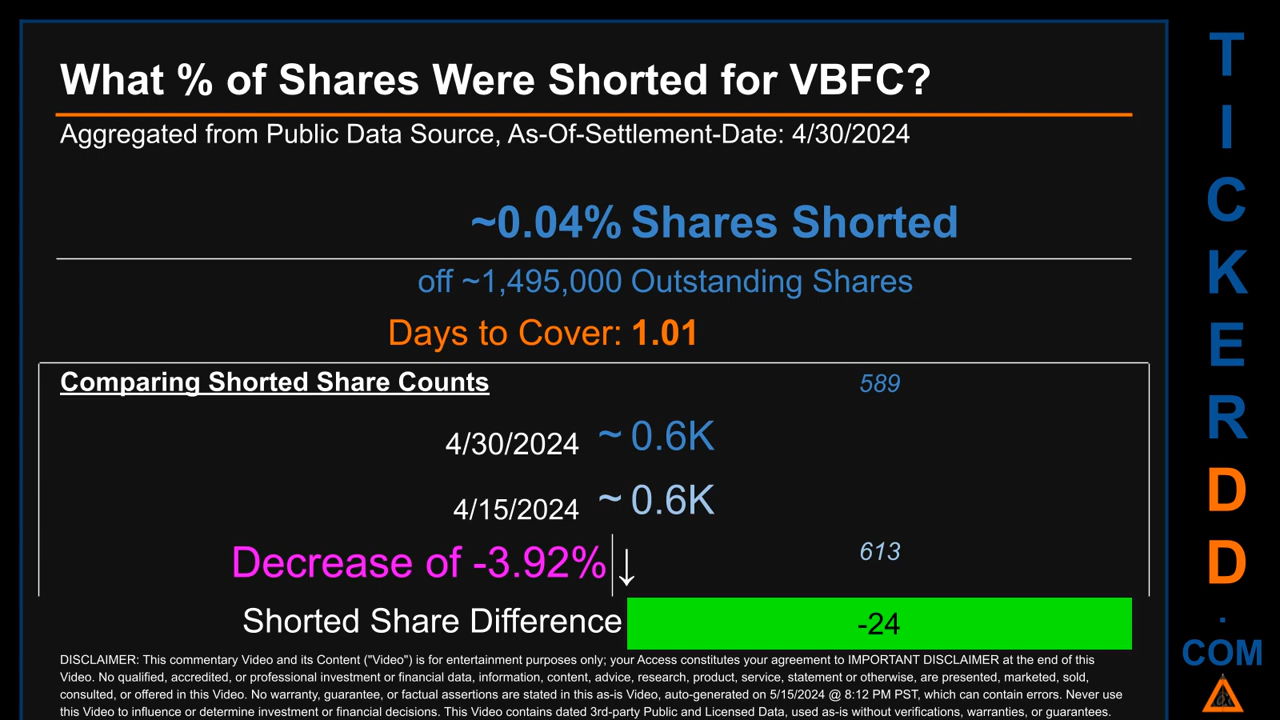 What % of Shares Were Shorted for VBFC?
Aggregated from Public Data Source, As-Of-Settlement-Date: 4/30/2024
~0.04% Shares Shorted
off ~1,495,000 Outstanding Shares
Days to Cover: 1.01
Comparing Shorted Share Counts 589
4/30/2024 ~ 0.6K
4/15/2024 ~ 0.6K
613
Decrease of -3.92% ↓
Shorted Share Difference -24
DISCLAIMER: This commentary Video and its Content ("Video") is for entertainment purposes only; your Access constitutes your agreement to IMPORTANT DISCLAIMER at the end of this
Video. No qualified, accredited, or professional investment or financial data, information, content, advice, research, product, service, statement or otherwise, are presented, marketed, sold,
consulted, or offered in this Video. No warranty, guarantee, or factual assertions are stated in this as-is Video, auto-generated on 5/15/2024 @ 8:12 PM PST, which can contain errors. Never use
this Video to influence or determine investment or financial decisions. This Video contains dated 3rd-party Public and Licensed Data, used as-is without verifications, warranties, or guarantees.
T
I
C
K
E
R
D
D
.
COM